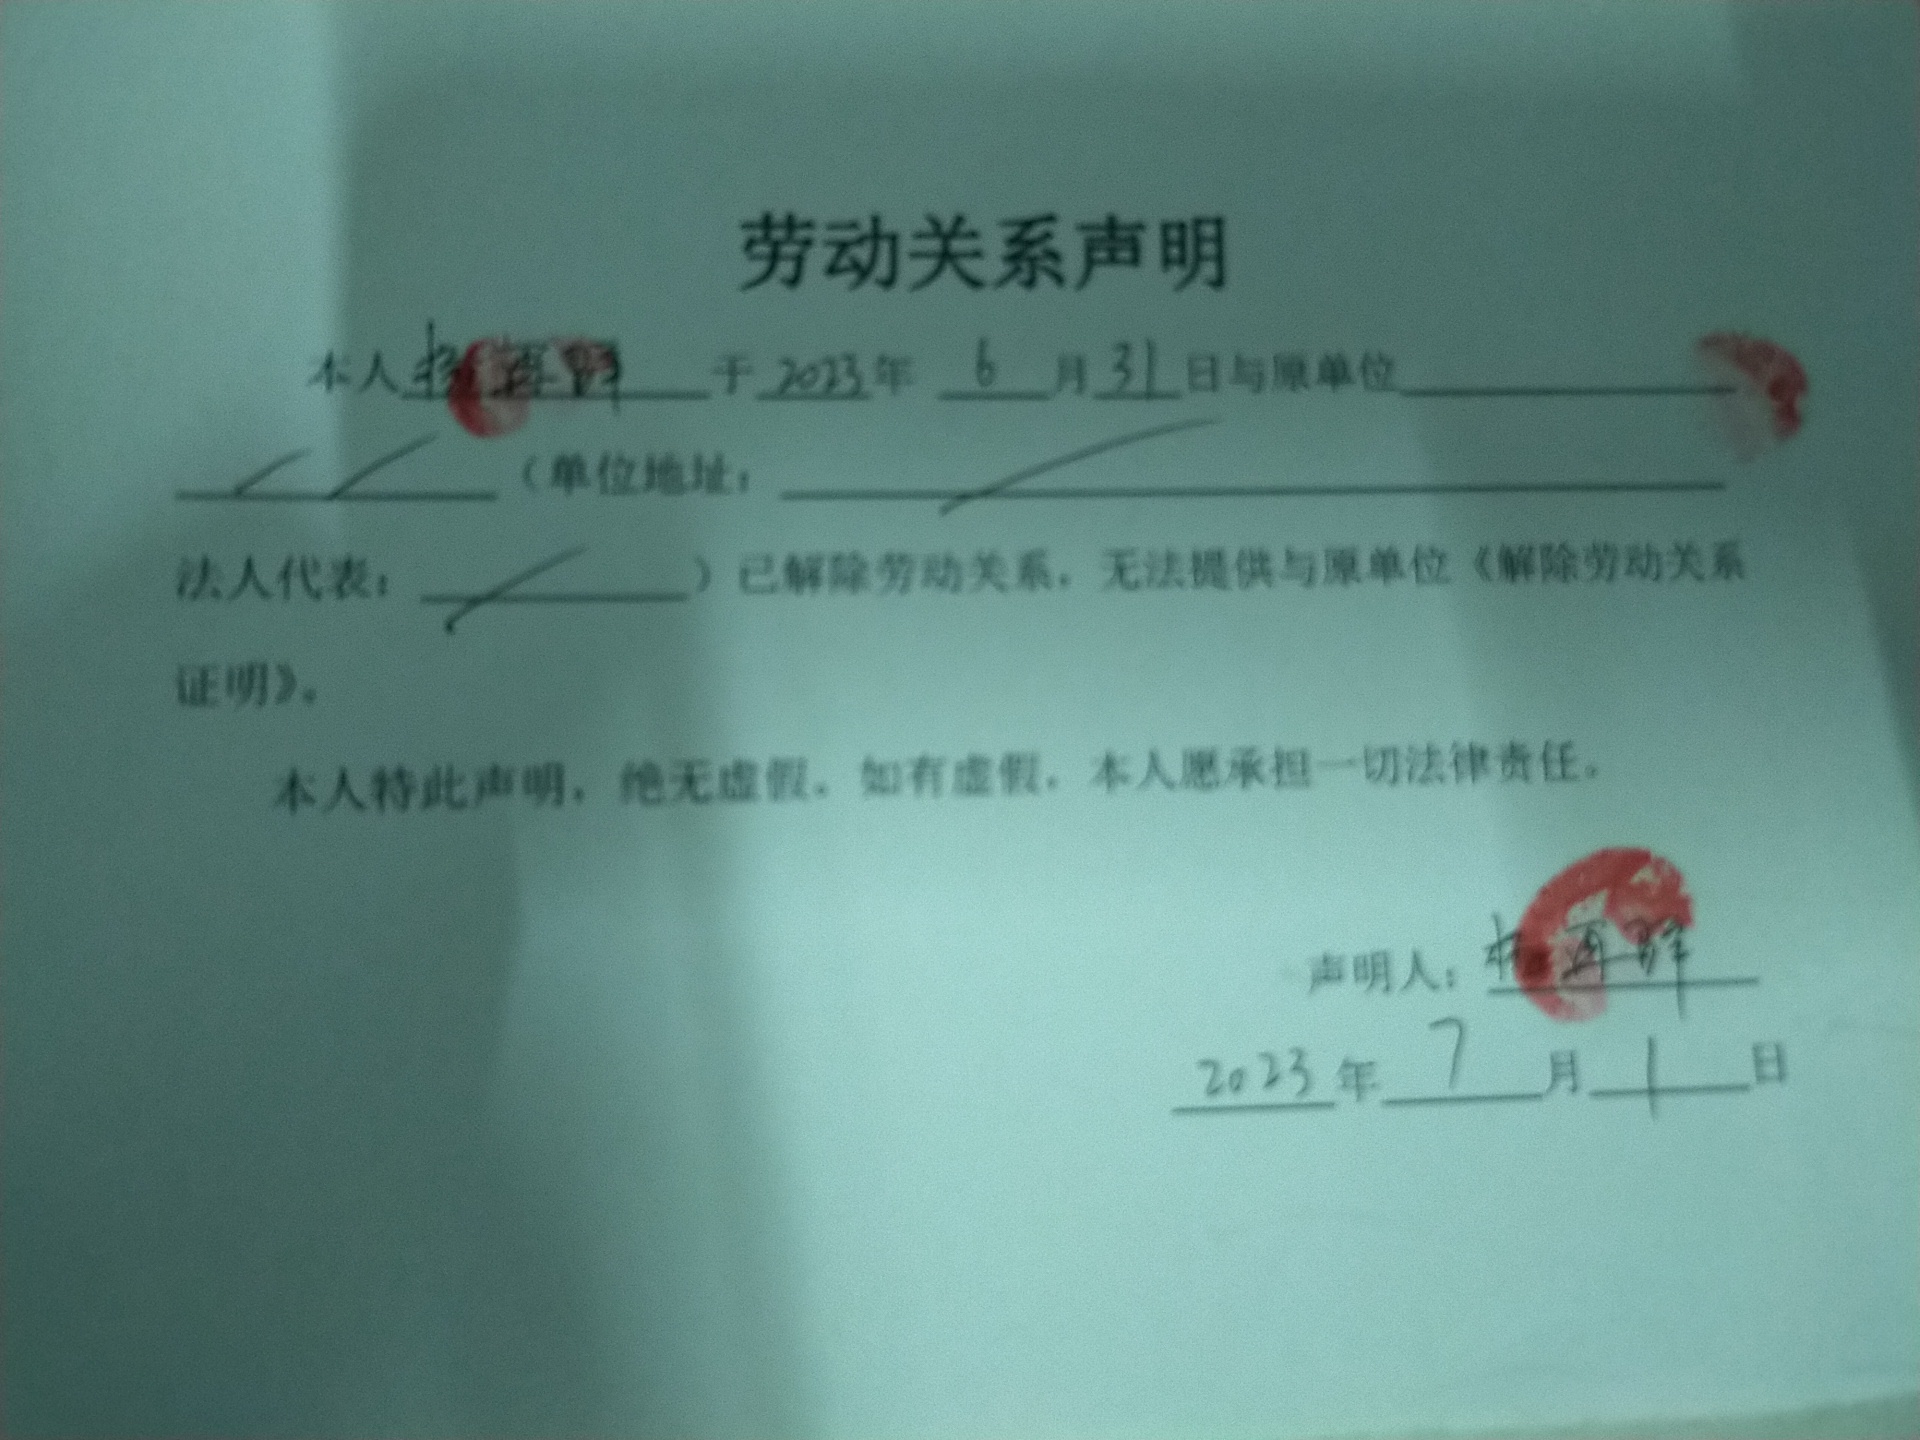 劳动关系声明
本人 于2023年 6月31日与原单位
（单位地址：
法人代表： ）已解除劳动关系，无法提供与原单位《解除劳动关系
证明》。
本人特此声明，绝无虚假。如有虚假，本人愿承担一切法律责任。
声明人：
2023年 7月1日